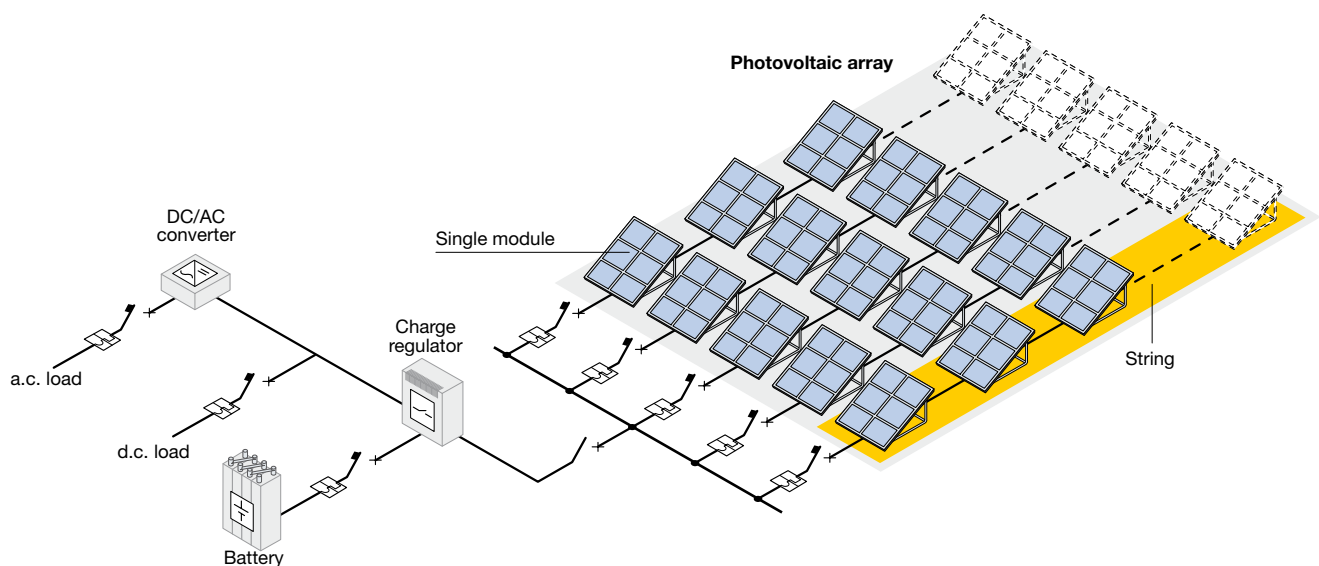 Photovoltaic array
DC/AC
converter
Single module
Charge
regulator
String
a.c. load
d.c. load
Battery